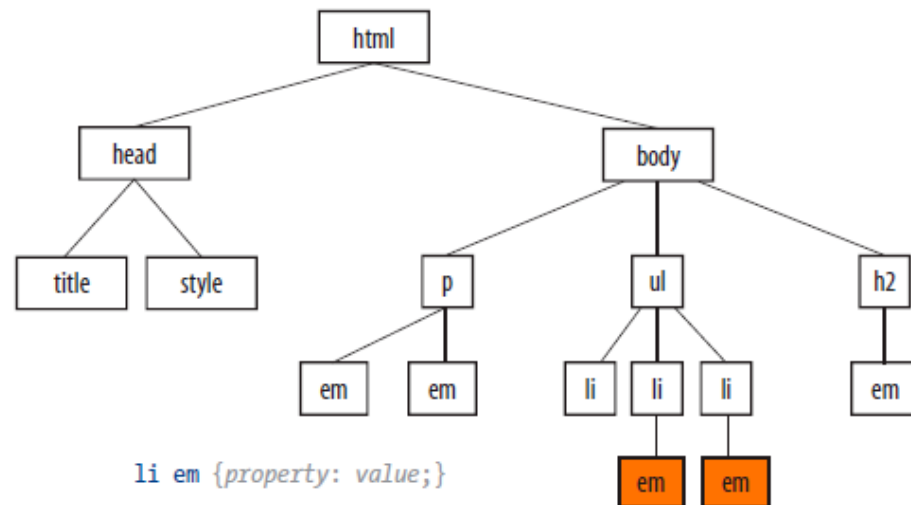 html
head
body
title
style
p
ul
h2
em
em
li
li
li
em
li em {property: value;}
em
em